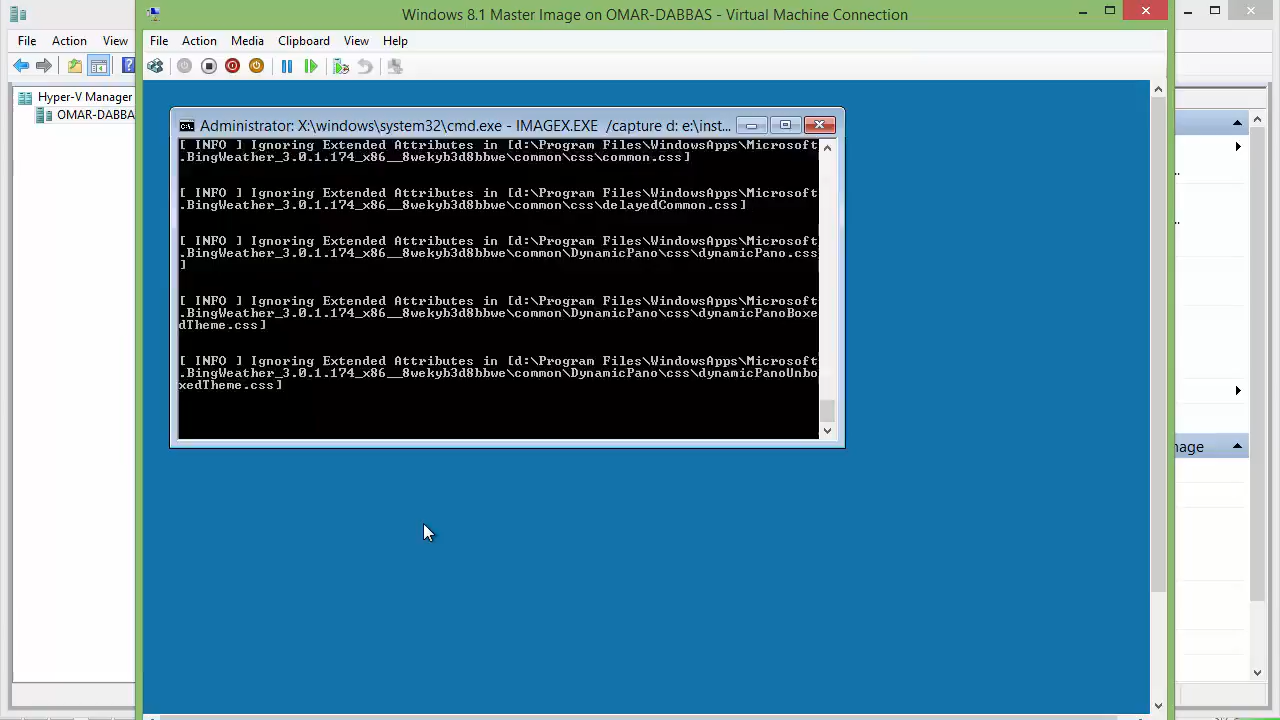 Windows 8.1 Master Image on OMAR-DABBAS - Virtual Machine Connection
File Action View
File Action Media Clipboard View Help
Hyper-V Manager
OMAR-DABBA
Administrator: X:\windows\system32\cmd.exe - IMAGEX.EXE /capture d: e:\inst...
[ INFO ] Ignoring Extended Attributes in [d:\Program Files\WindowsApps\Microsoft
.BingWeather_3.0.1.174_x86__8wekyb3d8bbwe\common\css\common.css]
[ INFO ] Ignoring Extended Attributes in [d:\Program Files\WindowsApps\Microsoft
.BingWeather_3.0.1.174_x86__8wekyb3d8bbwe\common\css\delayedCommon.css]
[ INFO ] Ignoring Extended Attributes in [d:\Program Files\WindowsApps\Microsoft
.BingWeather_3.0.1.174_x86__8wekyb3d8bbwe\common\DynamicPano\css\dynamicPano.css
]
[ INFO ] Ignoring Extended Attributes in [d:\Program Files\WindowsApps\Microsoft
.BingWeather_3.0.1.174_x86__8wekyb3d8bbwe\common\DynamicPano\css\dynamicPanoBoxe
dTheme.css]
[ INFO ] Ignoring Extended Attributes in [d:\Program Files\WindowsApps\Microsoft
.BingWeather_3.0.1.174_x86__8wekyb3d8bbwe\common\DynamicPano\css\dynamicPanoUnbo
xedTheme.css]
...
...
nage